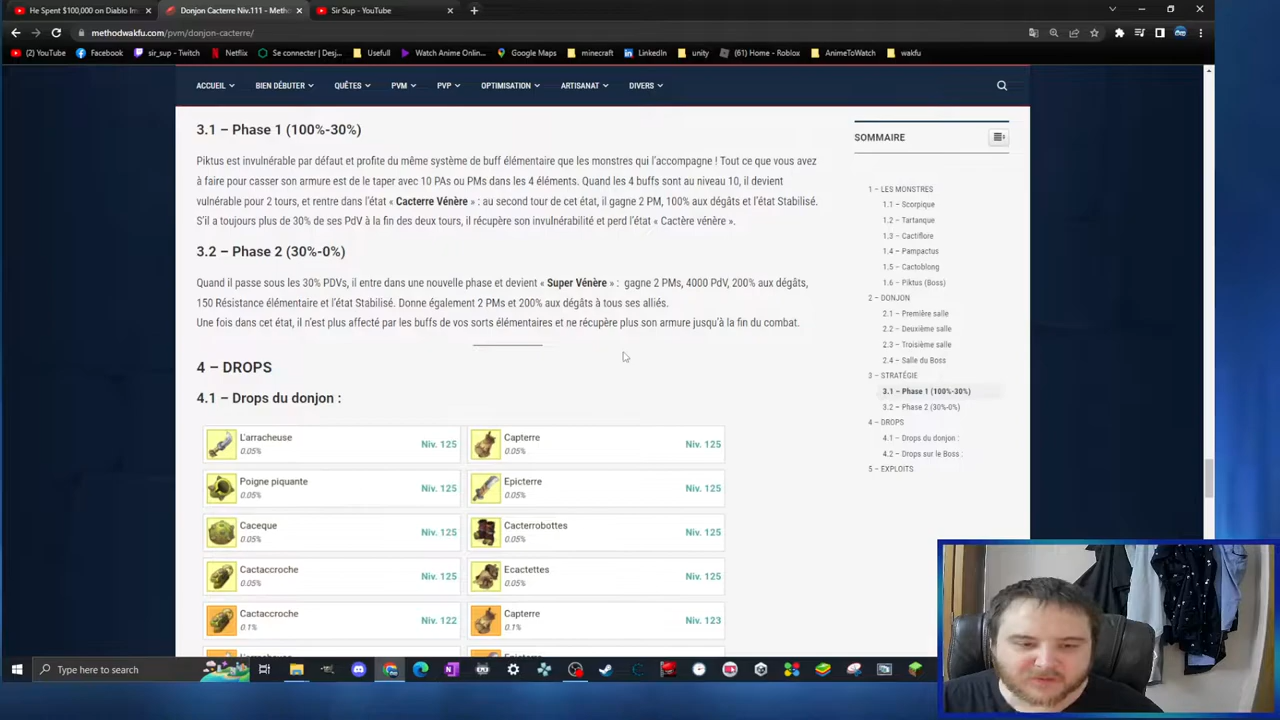 He Spent $100,000 on Diablo Im
Donjon Cacterre Niv.111 - Metho
Sir Sup - YouTube
methodwakfu.com/pvm/donjon-cacterre/
(2) YouTube
Facebook
sir_sup - Twitch
Netflix
Se connecter | Desj...
Usefull
Watch Anime Onlin...
Google Maps
minecraft
LinkedIn
unity
(61) Home - Roblox
AnimeToWatch
wakfu
ACCUEIL
BIEN DÉBUTER
QUÊTES
PVM
PVP
OPTIMISATION
ARTISANAT
DIVERS
3.1 – Phase 1 (100%-30%)
Piktus est invulnérable par défaut et profite du même système de buff élémentaire que les monstres qui l'accompagne ! Tout ce que vous avez
à faire pour casser son armure est de le taper avec 10 PAs ou PMs dans les 4 éléments. Quand les 4 buffs sont au niveau 10, il devient
vulnérable pour 2 tours, et rentre dans l'état « Cacterre Vénère » : au second tour de cet état, il gagne 2 PM, 100% aux dégâts et l'état Stabilisé.
S'il a toujours plus de 30% de ses PdV à la fin des deux tours, il récupère son invulnérabilité et perd l'état « Cactère vénère ».
3.2 – Phase 2 (30%-0%)
Quand il passe sous les 30% PDVs, il entre dans une nouvelle phase et devient « Super Vénère » : gagne 2 PMs, 4000 PdV, 200% aux dégâts,
150 Résistance élémentaire et l'état Stabilisé. Donne également 2 PMs et 200% aux dégâts à tous ses alliés.
Une fois dans cet état, il n'est plus affecté par les buffs de vos sorts élémentaires et ne récupère plus son armure jusqu'à la fin du combat.
4 – DROPS
4.1 – Drops du donjon :
L'arracheuse
0.05%
Niv. 125
Capterre
0.05%
Niv. 125
Poigne piquante
0.05%
Niv. 125
Epicterre
0.05%
Niv. 125
Caceque
0.05%
Niv. 125
Cacterrobottes
0.05%
Niv. 125
Cactaccroche
0.05%
Niv. 125
Ecactettes
0.05%
Niv. 125
Cactaccroche
0.1%
Niv. 122
Capterre
0.1%
Niv. 123
SOMMAIRE
1 – LES MONSTRES
1.1 – Scorpique
1.2 – Tartanque
1.3 – Cactiflore
1.4 – Pampactus
1.5 – Cactoblong
1.6 – Piktus (Boss)
2 – DONJON
2.1 – Première salle
2.2 – Deuxième salle
2.3 – Troisième salle
2.4 – Salle du Boss
3 – STRATÉGIE
3.1 – Phase 1 (100%-30%)
3.2 – Phase 2 (30%-0%)
4 – DROPS
4.1 – Drops du donjon :
4.2 – Drops sur le Boss :
5 – EXPLOITS
Type here to search